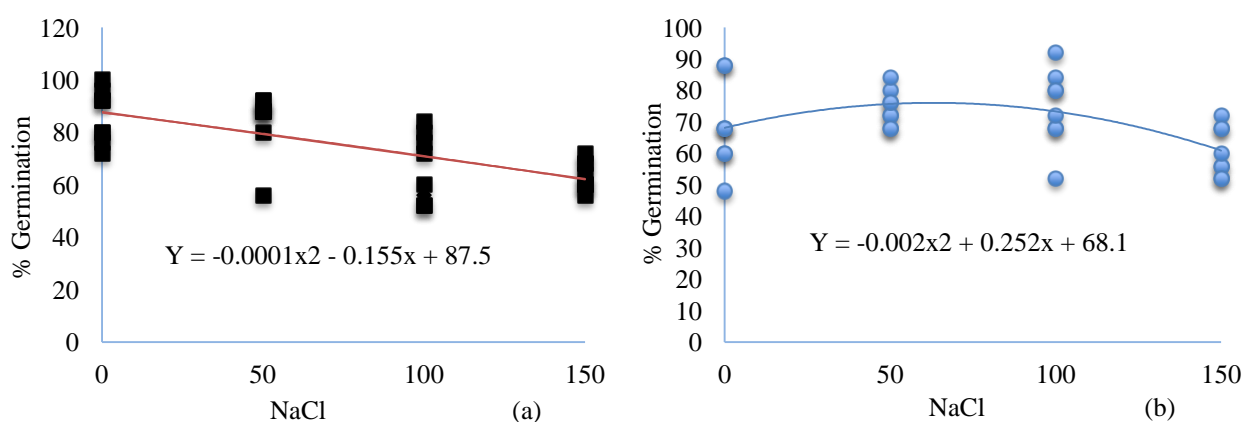 120
100
80
60
40
20
0
% Germination
Y = -0.0001x2 - 0.155x + 87.5
0 50 100 150
NaCl (a)
100
90
80
70
60
50
40
30
20
10
0
% Germination
Y = -0.002x2 + 0.252x + 68.1
0 50 100 150
NaCl (b)